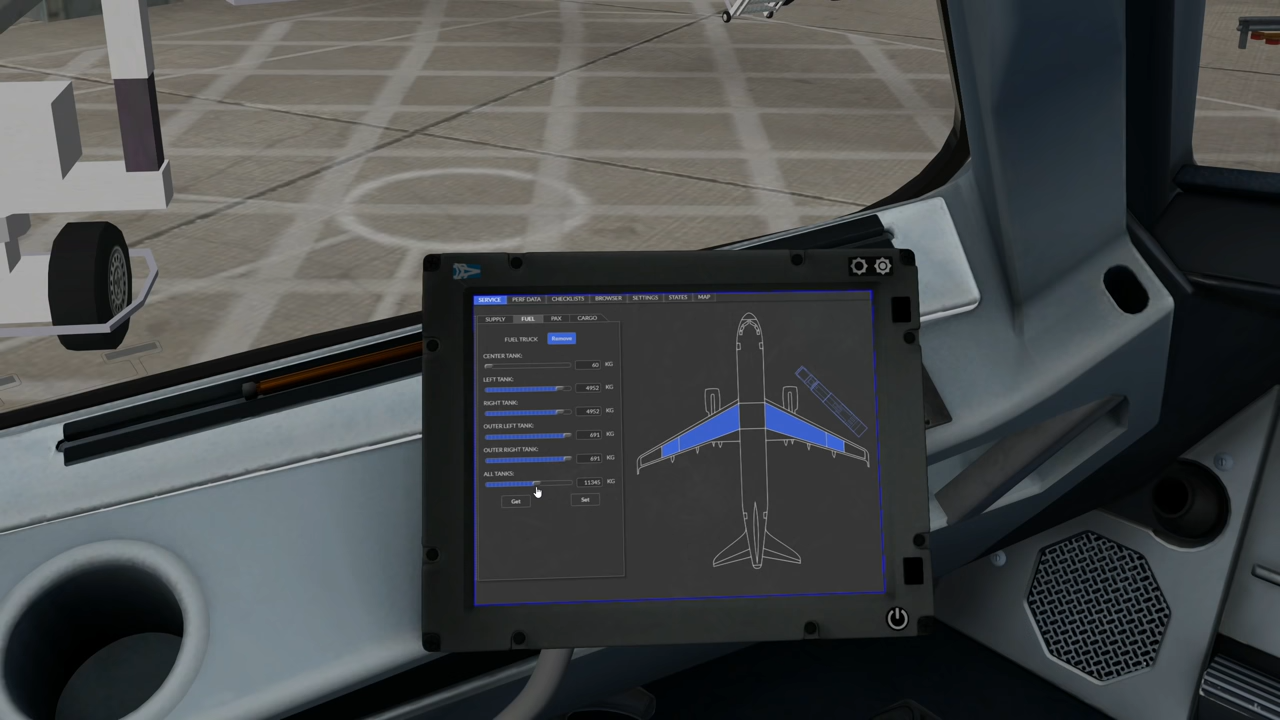 SERVICE PERF DATA CHECKLISTS BROWSER SETTINGS STATES MAP
SUPPLY FUEL PAX CARGO
FUEL TRUCK Remove
CENTER TANK:
60 KG
LEFT TANK:
4952 KG
RIGHT TANK:
4952 KG
OUTER LEFT TANK:
691 KG
OUTER RIGHT TANK:
691 KG
ALL TANKS:
11345 KG
Get Set